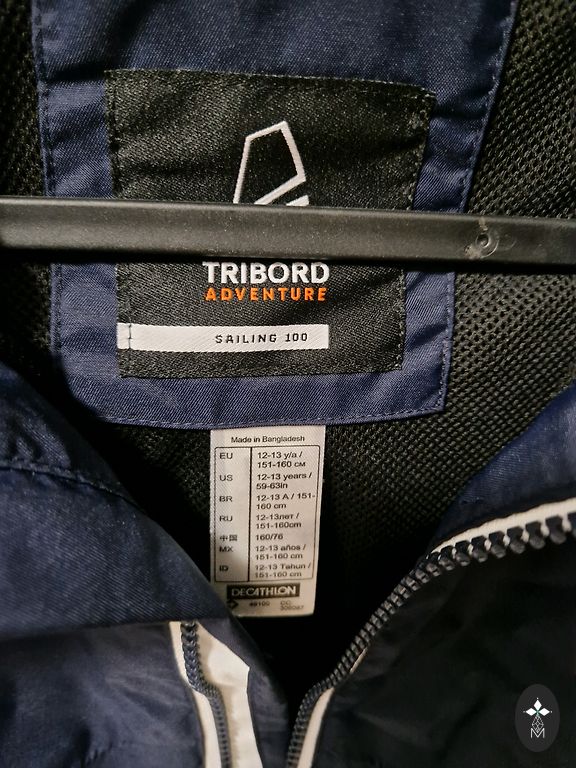 TRIBORD
ADVENTURE
SAILING 100
Made in Bangladesh
EU 12-13 y/a /
151-160 см
US 12-13 years /
59-63in
BR 12-13 A / 151-
160 cm
RU 12-13лет /
151-160cm
中国 160/76
MX 12-13 años /
151-160 cm
ID 12-13 Tahun /
151-160 cm
DECATHLON
M